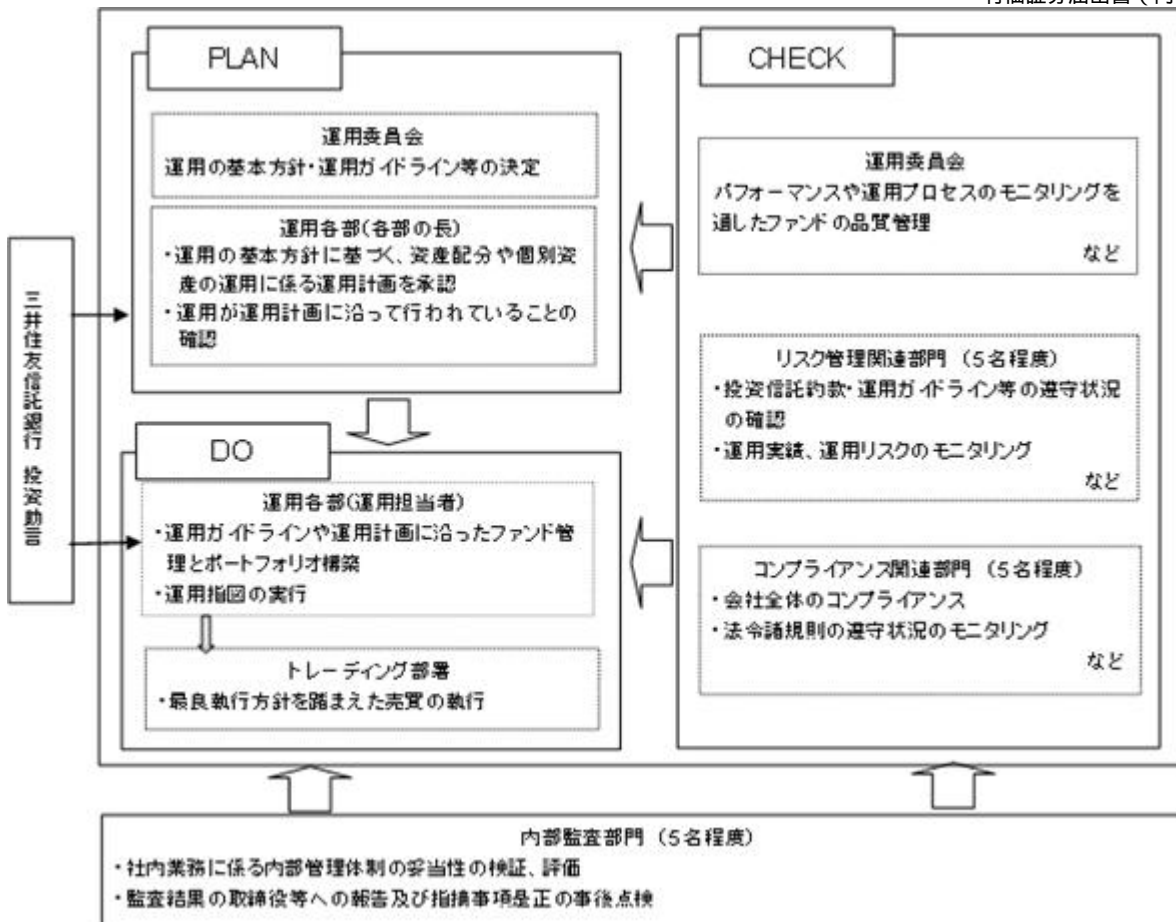 PLAN
運用委員会
運用の基本方針・運用ガイドライン等の決定
運用各部(各部の長)
・運用の基本方針に基づく、資産配分や個別資
産の運用に係る運用計画を承認
・運用が運用計画に沿って行われていることの
確認
三井住友信託銀行 投資助言
DO
運用各部(運用担当者)
・運用ガイドラインや運用計画に沿ったファンド管
理とポートフォリオ構築
・運用指図の実行
トレーディング部署
・最良執行方針を踏まえた売買の執行
CHECK
運用委員会
パフォーマンスや運用プロセスのモニタリングを
通したファンドの品質管理
など
リスク管理関連部門 (5名程度)
・投資信託約款・運用ガイドライン等の遵守状況
の確認
・運用実績、運用リスクのモニタリング
など
コンプライアンス関連部門 (5名程度)
・会社全体のコンプライアンス
・法令諸規則の遵守状況のモニタリング
など
内部監査部門 (5名程度)
・社内業務に係る内部管理体制の妥当性の検証、評価
・監査結果の取締役等への報告及び指摘事項是正の事後点検